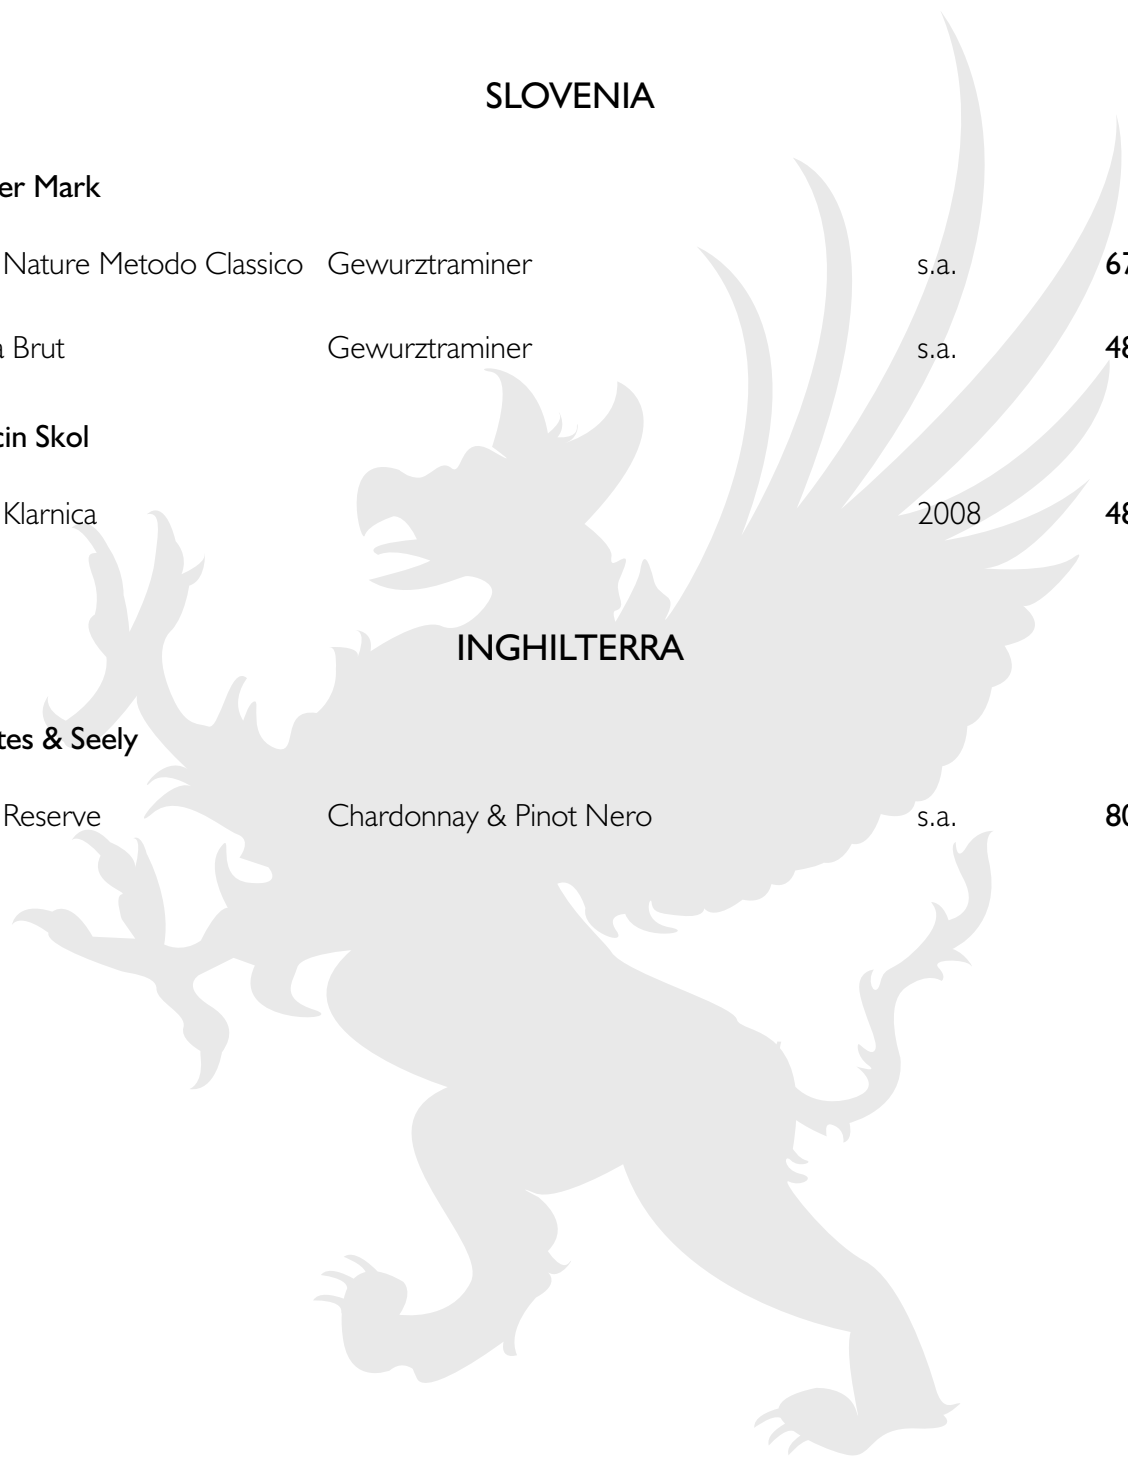 SLOVENIA
er Mark
Nature Metodo Classico Gewurztraminer s.a. 67
a Brut Gewurztraminer s.a. 48
cin Skol
Klarnica 2008 48
INGHILTERRA
tes & Seely
Reserve Chardonnay & Pinot Nero s.a. 80